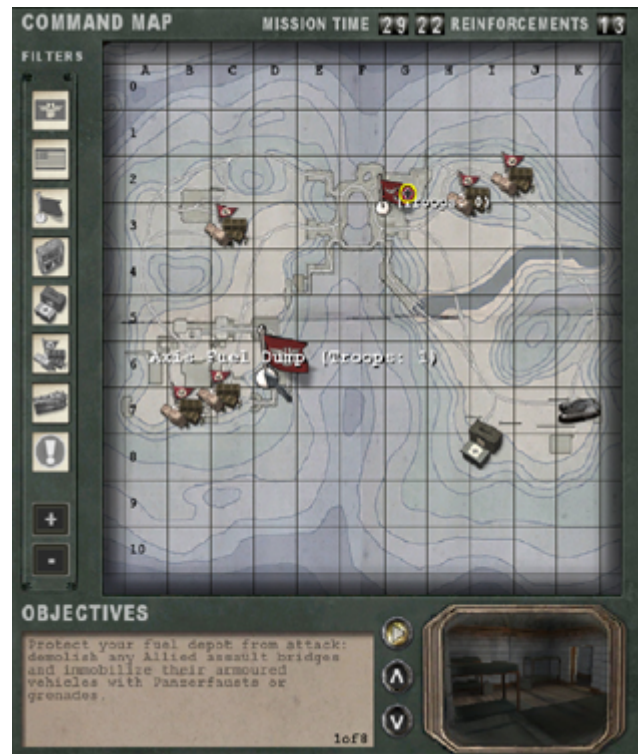 COMMAND MAP MISSION TIME 29 22 REINFORCEMENTS 13
FILTERS
A B C D E F G H I J K
0
1
2
(Troops: 0)
3
4
5
Axis Fuel Dump (Troops: 1)
6
7
8
9
10
+
-
OBJECTIVES
Protect your fuel depot from attack:
demolish any Allied assault bridges
and immobilize their armoured
vehicles with Panzerfausts or
grenades.
1of8